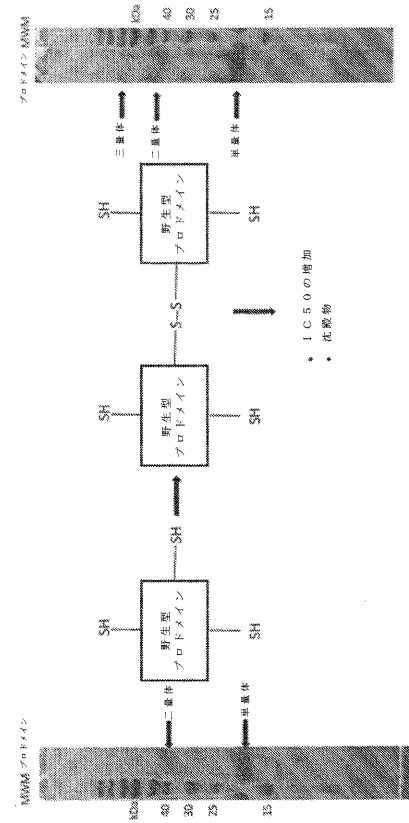 MWM プロドメイン
kDa
40
30
25
15
二量体
単量体
SH
野生型
プロドメイン
SH
SH
SH
野生型
プロドメイン
SH
S-S
SH
野生型
プロドメイン
SH
• IC50の増加
• 沈殿物
プロドメイン MWM
三量体
二量体
単量体
kDa
40
30
25
15